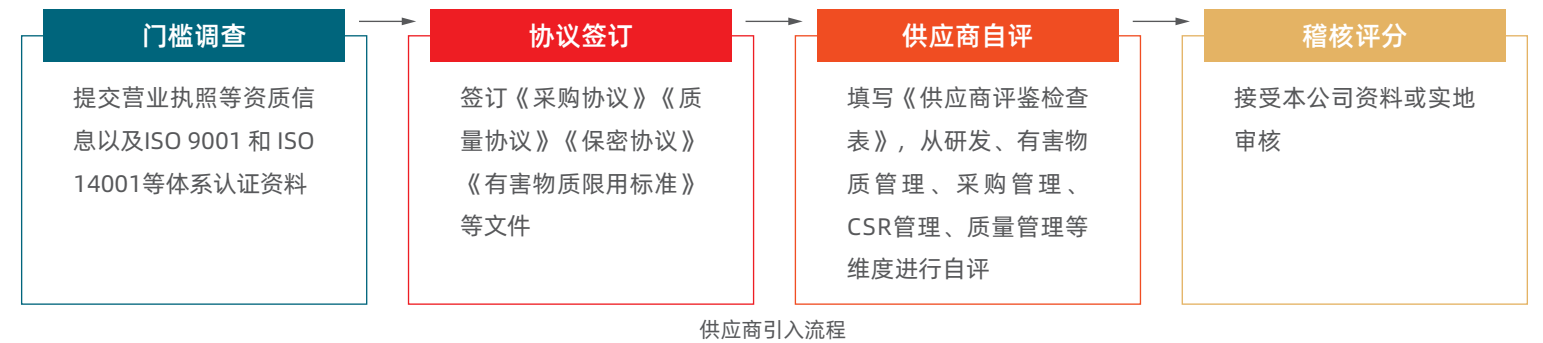 门槛调查
提交营业执照等资质信
息以及ISO 9001 和 ISO
14001等体系认证资料
协议签订
签订《采购协议》《质
量协议》《保密协议》
《有害物质限用标准》
等文件
供应商自评
填写《供应商评鉴检查
表》，从研发、有害物
质管理、采购管理、
CSR管理、质量管理等
维度进行自评
稽核评分
接受本公司资料或实地
审核
供应商引入流程